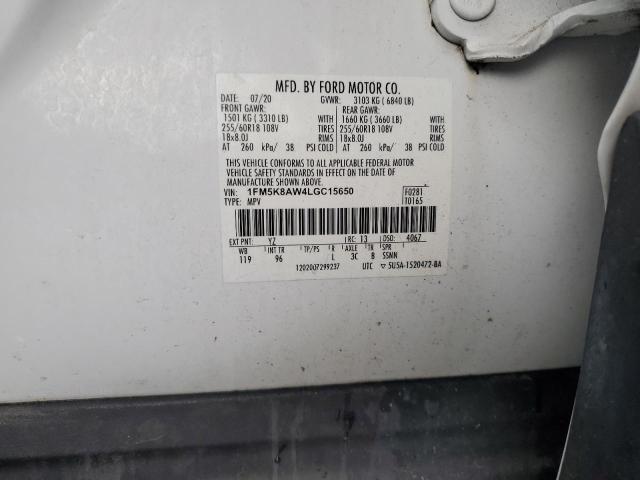 MFD. BY FORD MOTOR CO.
07/20 GVWR: 3103 KG ( 6840 LB)
FRONT GAWR: REAR GAWR:
1501 KG ( 3310 LB) WITH 1660 KG ( 3660 LB) WITH
255/60R18 108V TIRES 255/60R18 108V TIRES
18x8.0J RIMS 18x8.0J RIMS
AT 260 kPa/ 38 PSI COLD AT 260 kPa/ 38 PSI COLD
THIS VEHICLE CONFORMS TO ALL APPLICABLE FEDERAL MOTOR
VEHICLE SAFETY STANDARDS IN EFFECT ON THE DATE OF
MANUFACTURE SHOWN ABOVE.
VIN: 1FM5K8AW4LGC15650 F0281
TYPE: MPV T0165
EXT PNT: YZ RC: 13 DSO: 4067
WB INT TR TP/PS R AXLE TR SPR
119 96 L 3C B SSMN
1202007299237 UTC 5U5A-1520472-BA